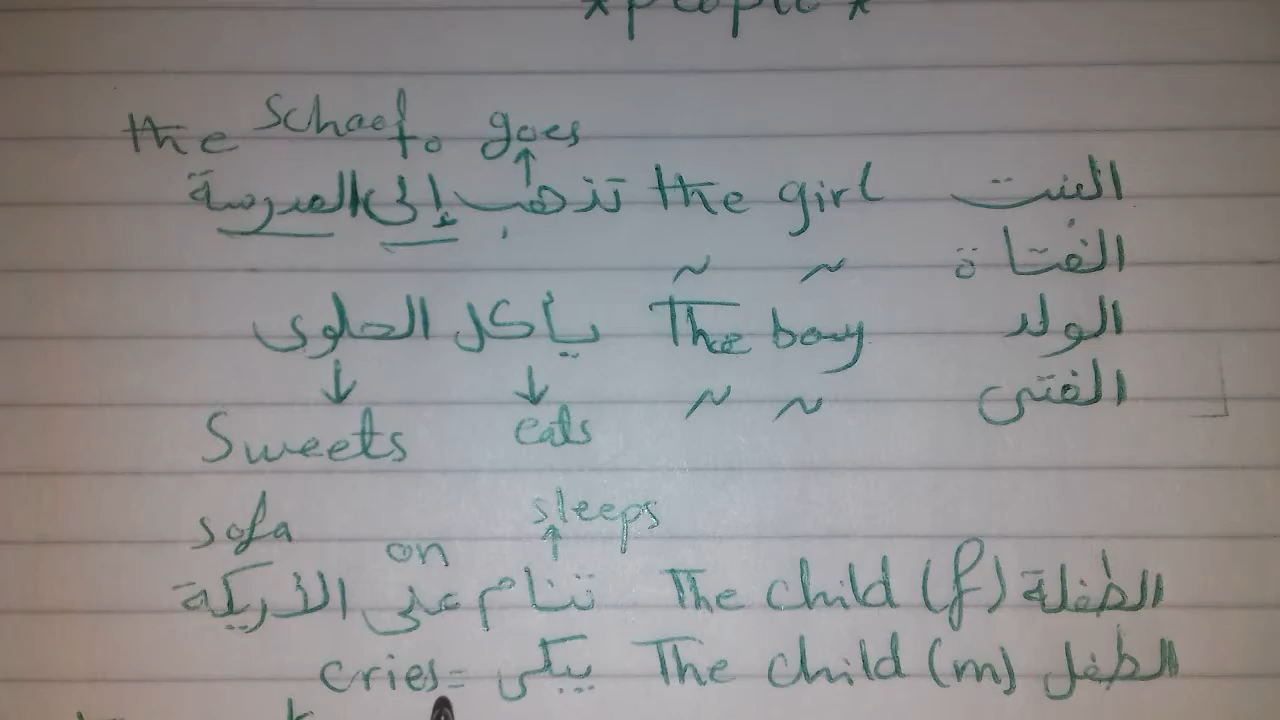 *people*
the school to goes
البنت the girl تذهب إلى المدرسة
الفتاة ~ ~
الولد The boy يأكل الحلوى
الفتى ~ ~
Sweets eats
sofa on sleeps
الطفلة The child (f) تنام على الأريكة
الطفل The child (m) يبكي = cries